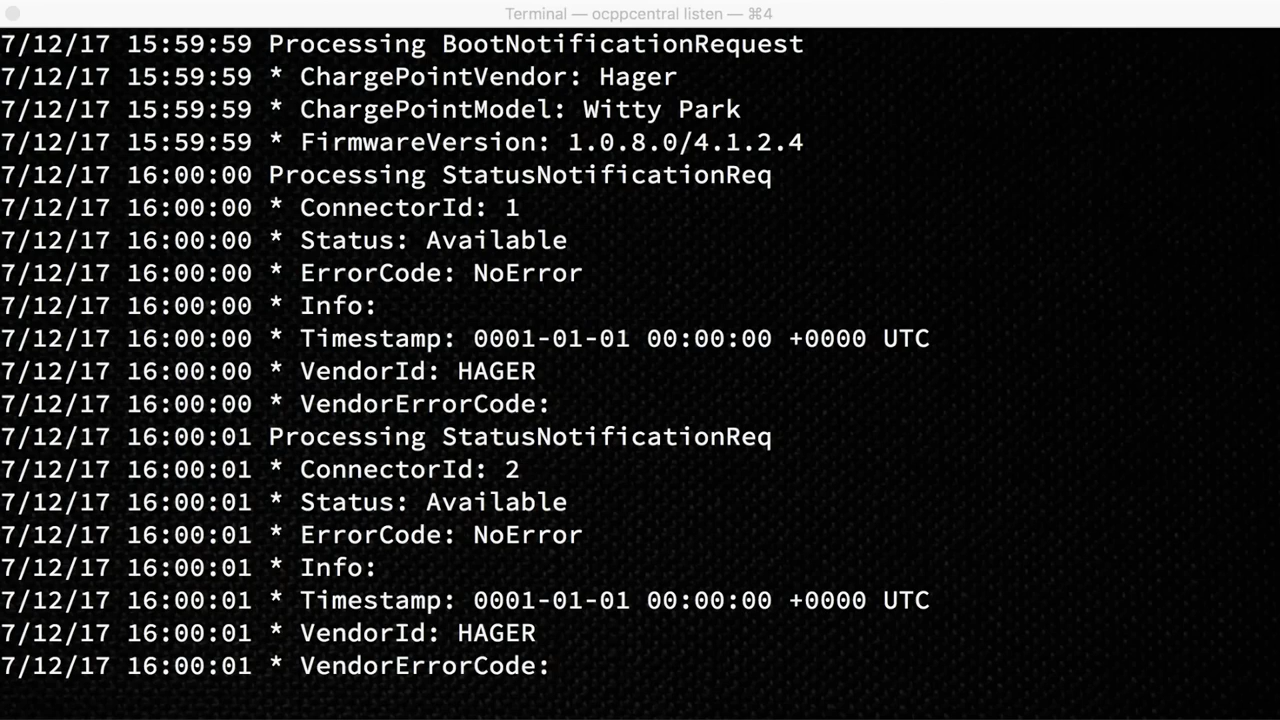 Terminal — ocppcentral listen — ⌘4
7/12/17 15:59:59 Processing BootNotificationRequest
7/12/17 15:59:59 * ChargePointVendor: Hager
7/12/17 15:59:59 * ChargePointModel: Witty Park
7/12/17 15:59:59 * FirmwareVersion: 1.0.8.0/4.1.2.4
7/12/17 16:00:00 Processing StatusNotificationReq
7/12/17 16:00:00 * ConnectorId: 1
7/12/17 16:00:00 * Status: Available
7/12/17 16:00:00 * ErrorCode: NoError
7/12/17 16:00:00 * Info:
7/12/17 16:00:00 * Timestamp: 0001-01-01 00:00:00 +0000 UTC
7/12/17 16:00:00 * VendorId: HAGER
7/12/17 16:00:00 * VendorErrorCode:
7/12/17 16:00:01 Processing StatusNotificationReq
7/12/17 16:00:01 * ConnectorId: 2
7/12/17 16:00:01 * Status: Available
7/12/17 16:00:01 * ErrorCode: NoError
7/12/17 16:00:01 * Info:
7/12/17 16:00:01 * Timestamp: 0001-01-01 00:00:00 +0000 UTC
7/12/17 16:00:01 * VendorId: HAGER
7/12/17 16:00:01 * VendorErrorCode: